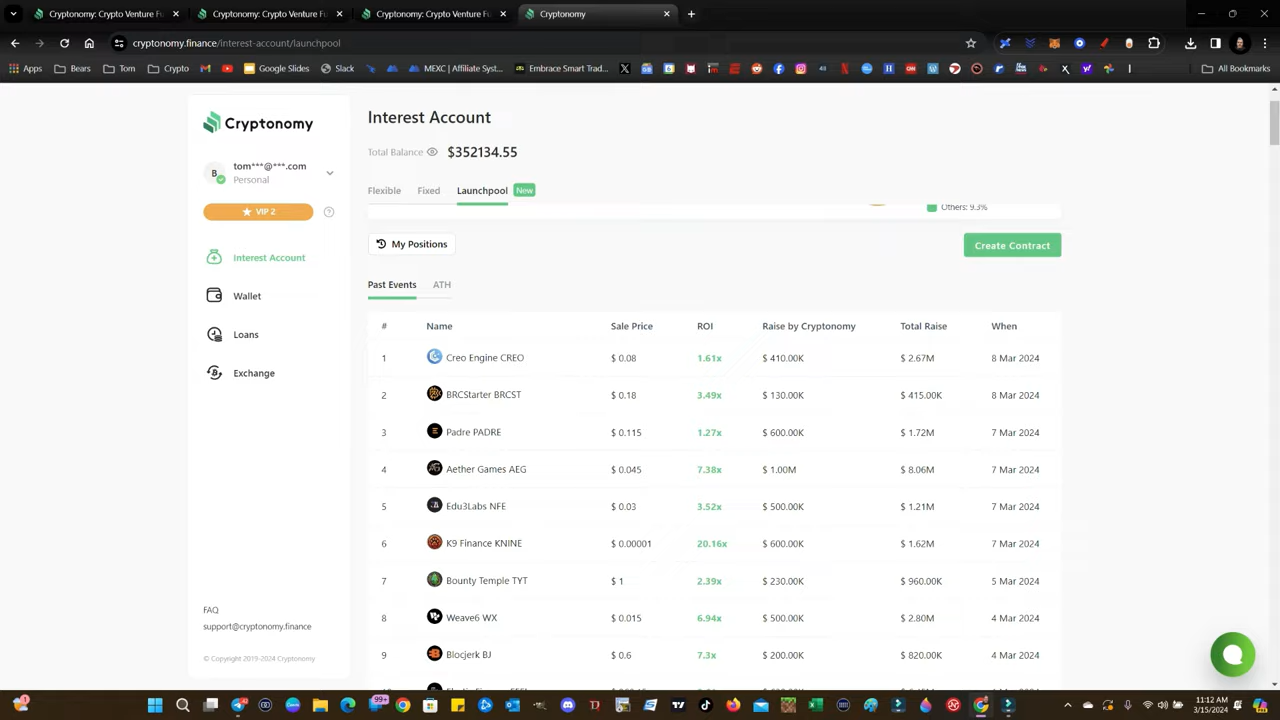 Cryptonomy: Crypto Venture Fu
Cryptonomy: Crypto Venture Fu
Cryptonomy: Crypto Venture Fu
Cryptonomy
cryptonomy.finance/interest-account/launchpool
Apps
Bears
Tom
Crypto
Google Slides
Slack
MEXC | Affiliate Syst...
Embrace Smart Trad...
All Bookmarks
Cryptonomy
B
tom***@***.com
Personal
VIP 2
Interest Account
Wallet
Loans
Exchange
FAQ
support@cryptonomy.finance
© Copyright 2019-2024 Cryptonomy
Interest Account
Total Balance $352134.55
Flexible Fixed Launchpool New
Others: 9.3%
My Positions
Create Contract
Past Events ATH
# Name Sale Price ROI Raise by Cryptonomy Total Raise When
1 Creo Engine CREO $ 0.08 1.61x $ 410.00K $ 2.67M 8 Mar 2024
2 BRCStarter BRCST $ 0.18 3.49x $ 130.00K $ 415.00K 8 Mar 2024
3 Padre PADRE $ 0.115 1.27x $ 600.00K $ 1.72M 7 Mar 2024
4 Aether Games AEG $ 0.045 7.38x $ 1.00M $ 8.06M 7 Mar 2024
5 Edu3Labs NFE $ 0.03 3.52x $ 500.00K $ 1.21M 7 Mar 2024
6 K9 Finance KNINE $ 0.00001 20.16x $ 600.00K $ 1.62M 7 Mar 2024
7 Bounty Temple TYT $ 1 2.39x $ 230.00K $ 960.00K 5 Mar 2024
8 Weave6 WX $ 0.015 6.94x $ 500.00K $ 2.80M 4 Mar 2024
9 Blocjerk BJ $ 0.6 7.3x $ 200.00K $ 820.00K 4 Mar 2024
99+
11:12 AM
3/15/2024